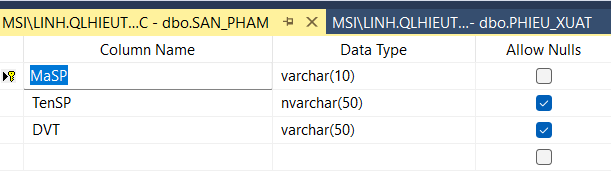 MSI\LINH.QLHIEUT...C - dbo.SAN_PHAM MSI\LINH.QLHIEUT...- dbo.PHIEU_XUAT
Column Name Data Type Allow Nulls
MaSP varchar(10)
TenSP nvarchar(50)
DVT varchar(50)